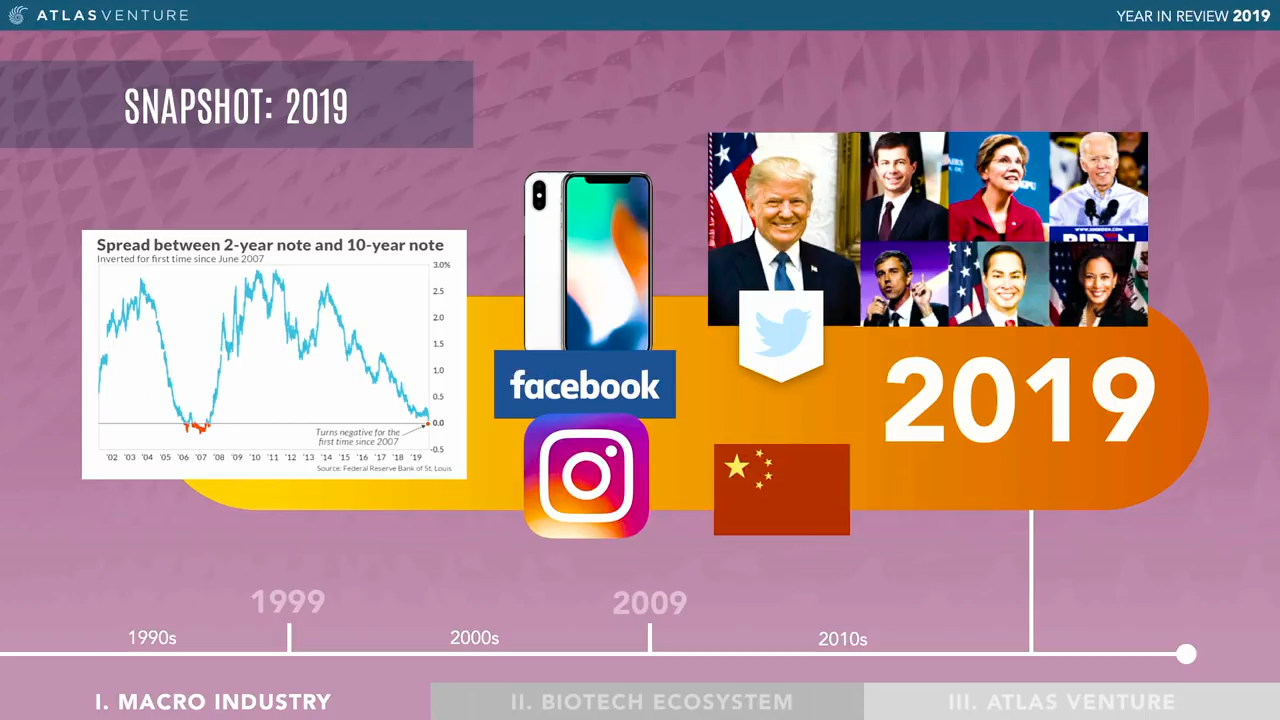 ATLAS VENTURE
YEAR IN REVIEW 2019
SNAPSHOT: 2019
Spread between 2-year note and 10-year note
Inverted for first time since June 2007
3.0%
2.5
2.0
1.5
1.0
0.5
0.0
-0.5
Turns negative for the
first time since 2007
'02 '03 '04 '05 '06 '07 '08 '09 '10 '11 '12 '13 '14 '15 '16 '17 '18 '19
Source: Federal Reserve Bank of St. Louis
facebook
BIDEN
2019
1999
2009
1990s
2000s
2010s
I. MACRO INDUSTRY
II. BIOTECH ECOSYSTEM
III. ATLAS VENTURE